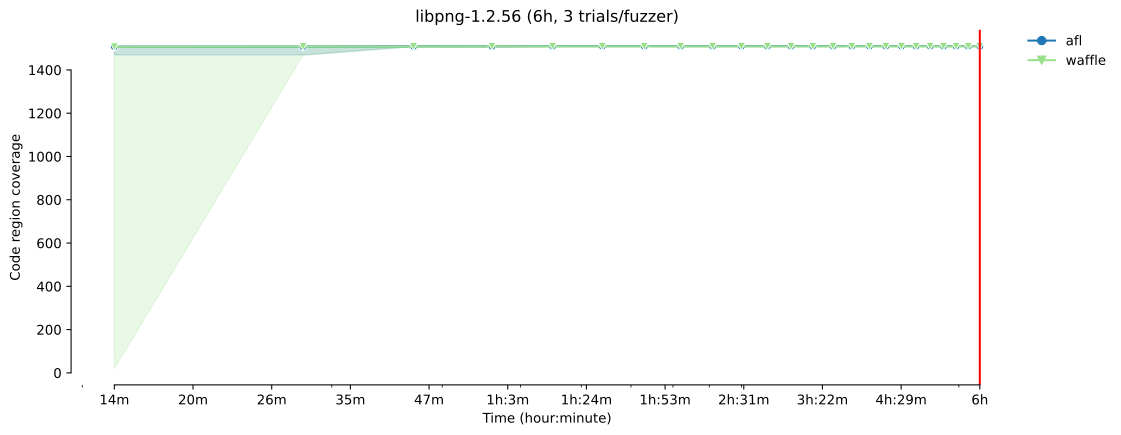 libpng-1.2.56 (6h, 3 trials/fuzzer)
afl
waffle
Code region coverage
1400
1200
1000
800
600
400
200
0
14m 20m 26m 35m 47m 1h:3m 1h:24m 1h:53m 2h:31m 3h:22m 4h:29m 6h
Time (hour:minute)